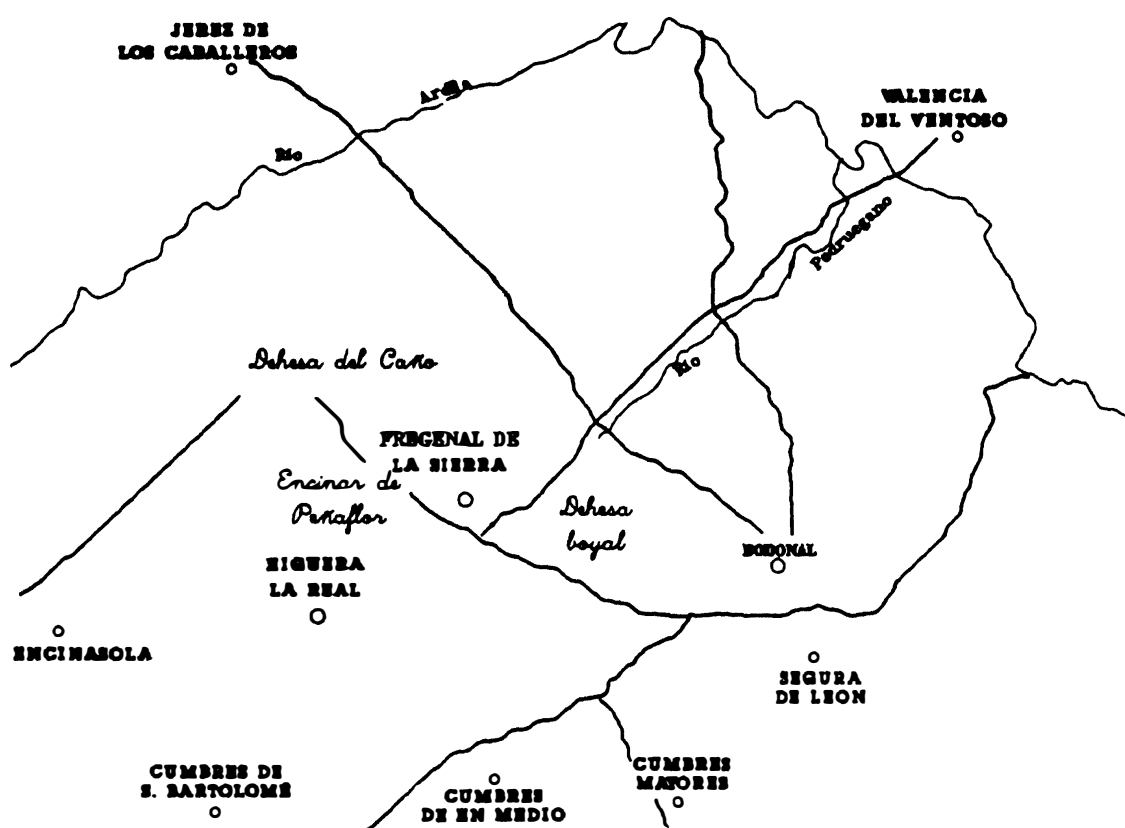 JEREZ DE
LOS CABALLEROS
Ardila
Río
VALENCIA
DEL VENTOSO
Pedruegano
Río
Dehesa del Caño
FREGENAL DE
LA SIERRA
Encinar de
Peñaflor
Dehesa
boyal
BODONAL
HIGUERA
LA REAL
ENCINASOLA
SEGURA
DE LEON
CUMBRES DE
S. BARTOLOMÉ
CUMBRES
DE EN MEDIO
CUMBRES
MAYORES